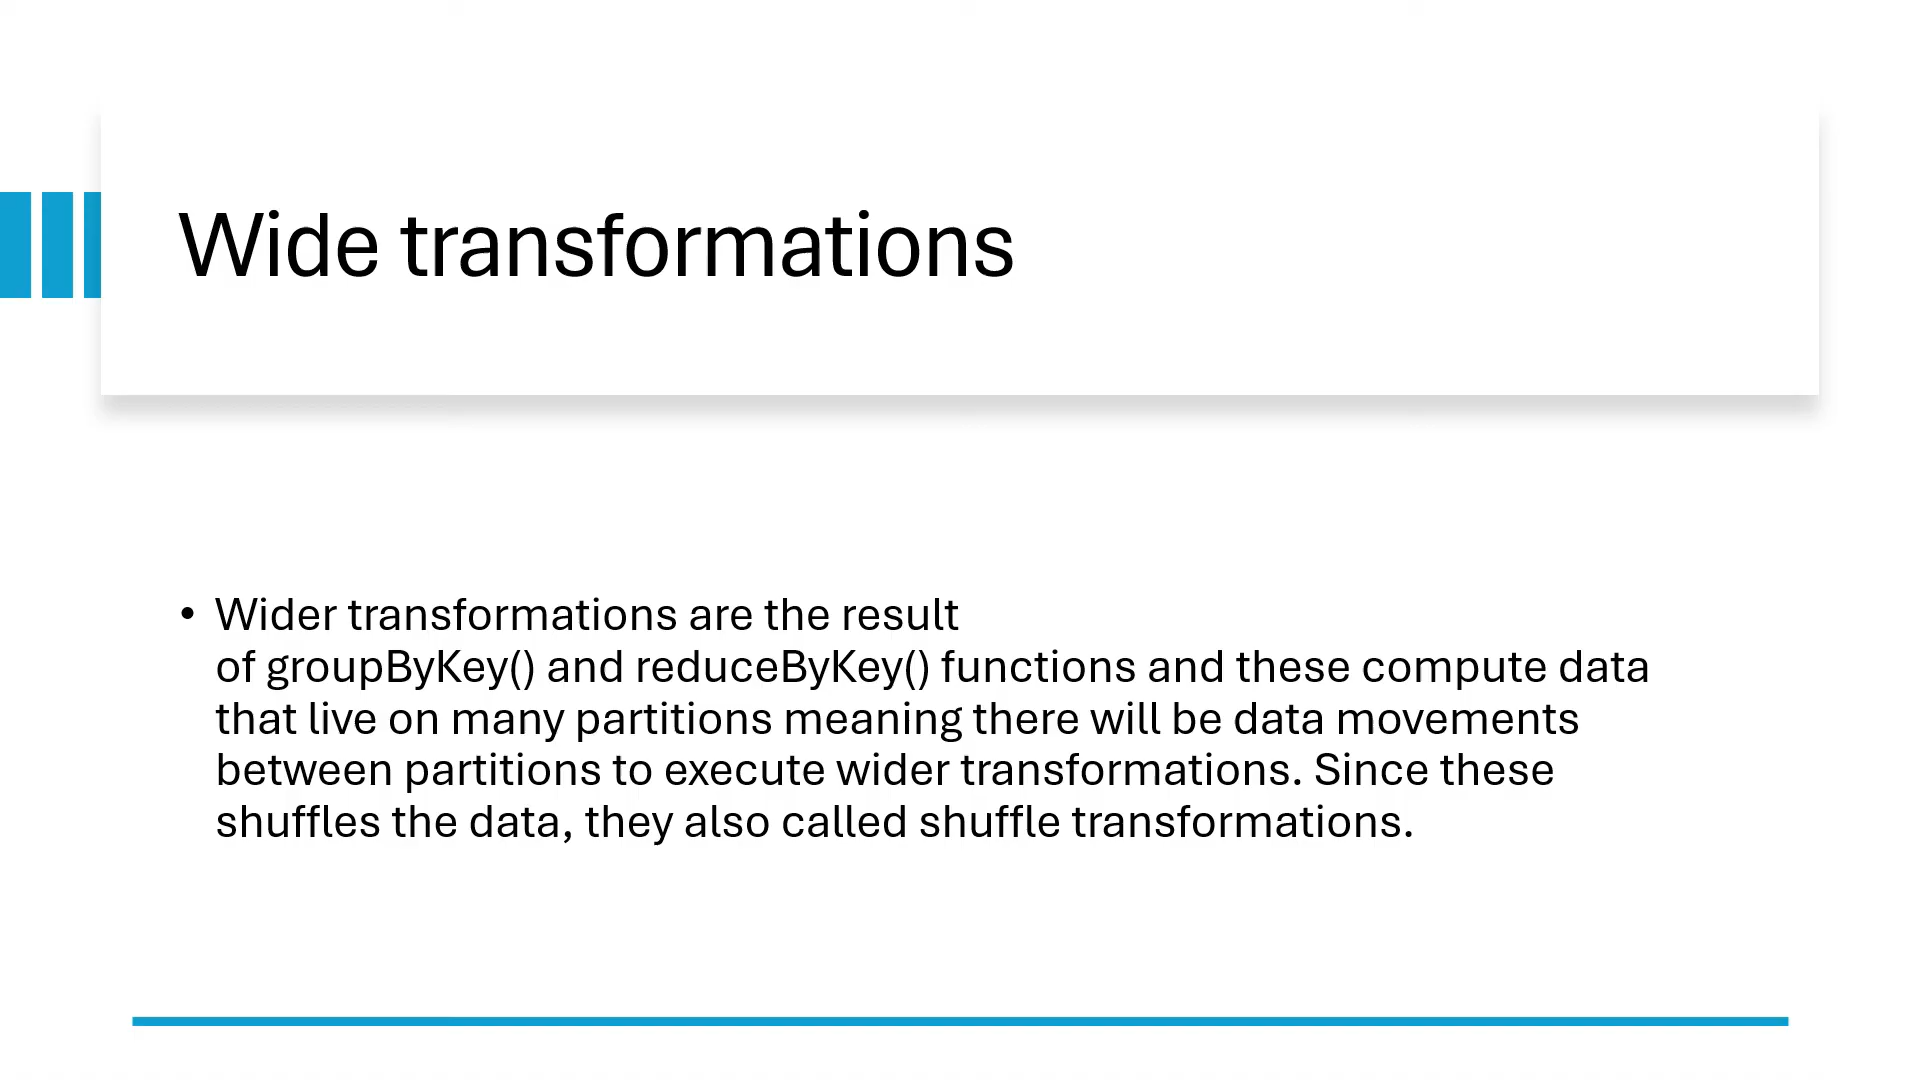 Wide transformations
• Wider transformations are the result
of groupByKey() and reduceByKey() functions and these compute data
that live on many partitions meaning there will be data movements
between partitions to execute wider transformations. Since these
shuffles the data, they also called shuffle transformations.